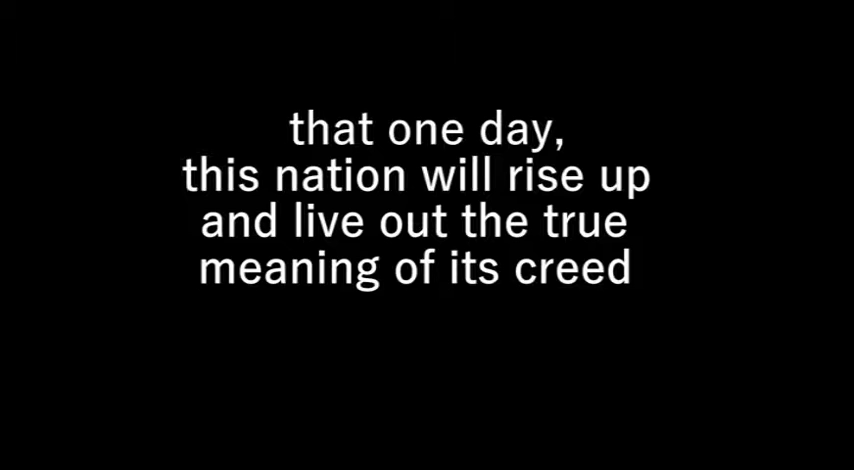 that one day,
this nation will rise up
and live out the true
meaning of its creed